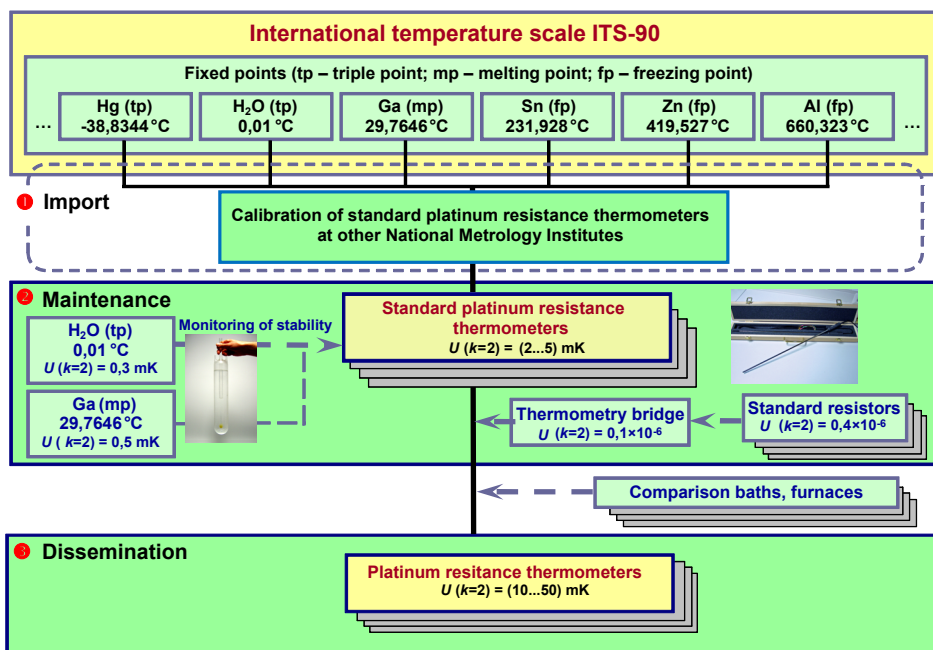 International temperature scale ITS-90
Fixed points (tp – triple point; mp – melting point; fp – freezing point)
...
Hg (tp)
-38,8344 °C
H₂O (tp)
0,01 °C
Ga (mp)
29,7646 °C
Sn (fp)
231,928 °C
Zn (fp)
419,527 °C
Al (fp)
660,323 °C
...
❶ Import
Calibration of standard platinum resistance thermometers
at other National Metrology Institutes
❷ Maintenance
H₂O (tp)
0,01 °C
U (k=2) = 0,3 mK
Monitoring of stability
Standard platinum resistance
thermometers
U (k=2) = (2...5) mK
Ga (mp)
29,7646 °C
U ( k=2) = 0,5 mK
Thermometry bridge
U (k=2) = 0,1×10⁻⁶
Standard resistors
U (k=2) = 0,4×10⁻⁶
Comparison baths, furnaces
❸ Dissemination
Platinum resitance thermometers
U (k=2) = (10...50) mK